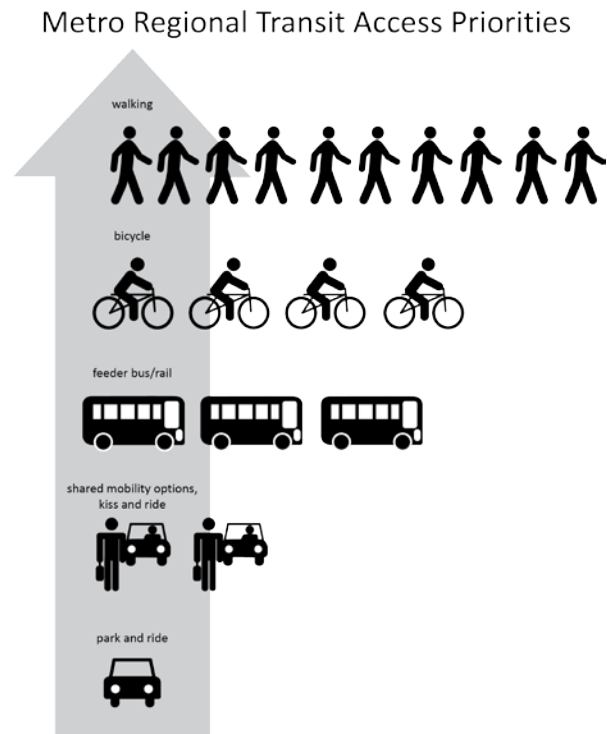 Metro Regional Transit Access Priorities
walking
bicycle
feeder bus/rail
shared mobility options,
kiss and ride
park and ride